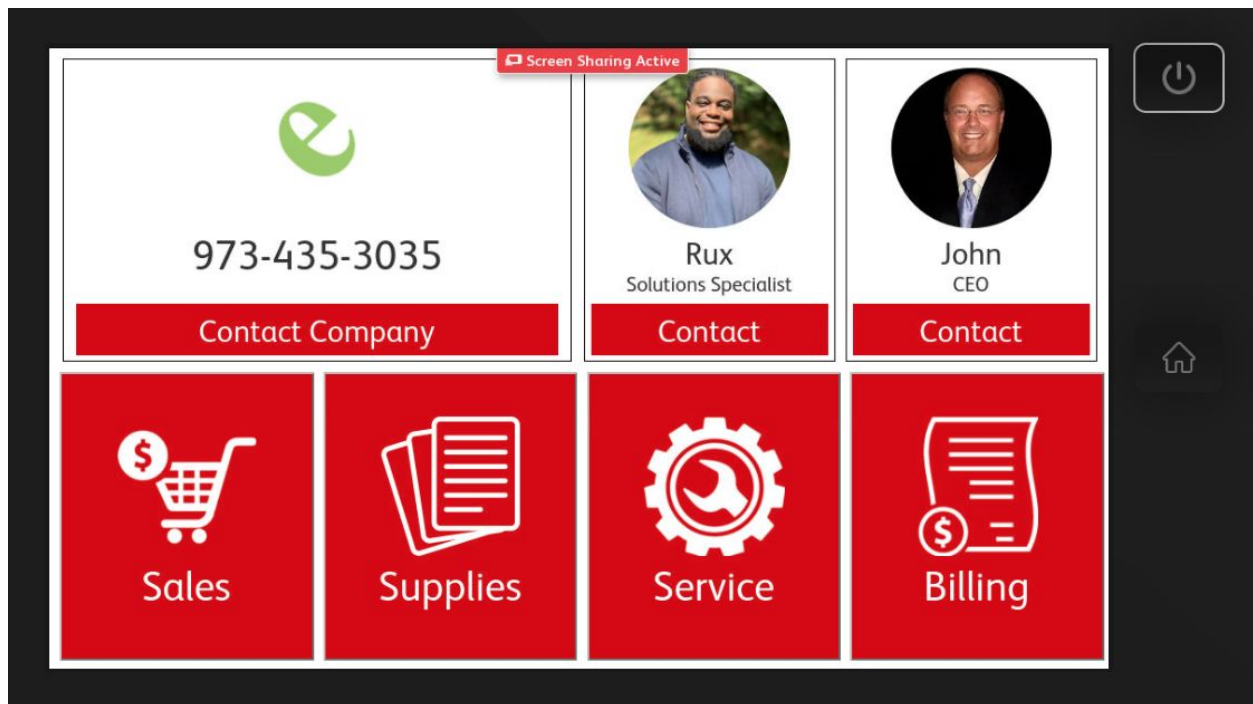 Screen Sharing Active
973-435-3035
Contact Company
Rux
Solutions Specialist
Contact
John
CEO
Contact
$
Sales
Supplies
Service
$
Billing